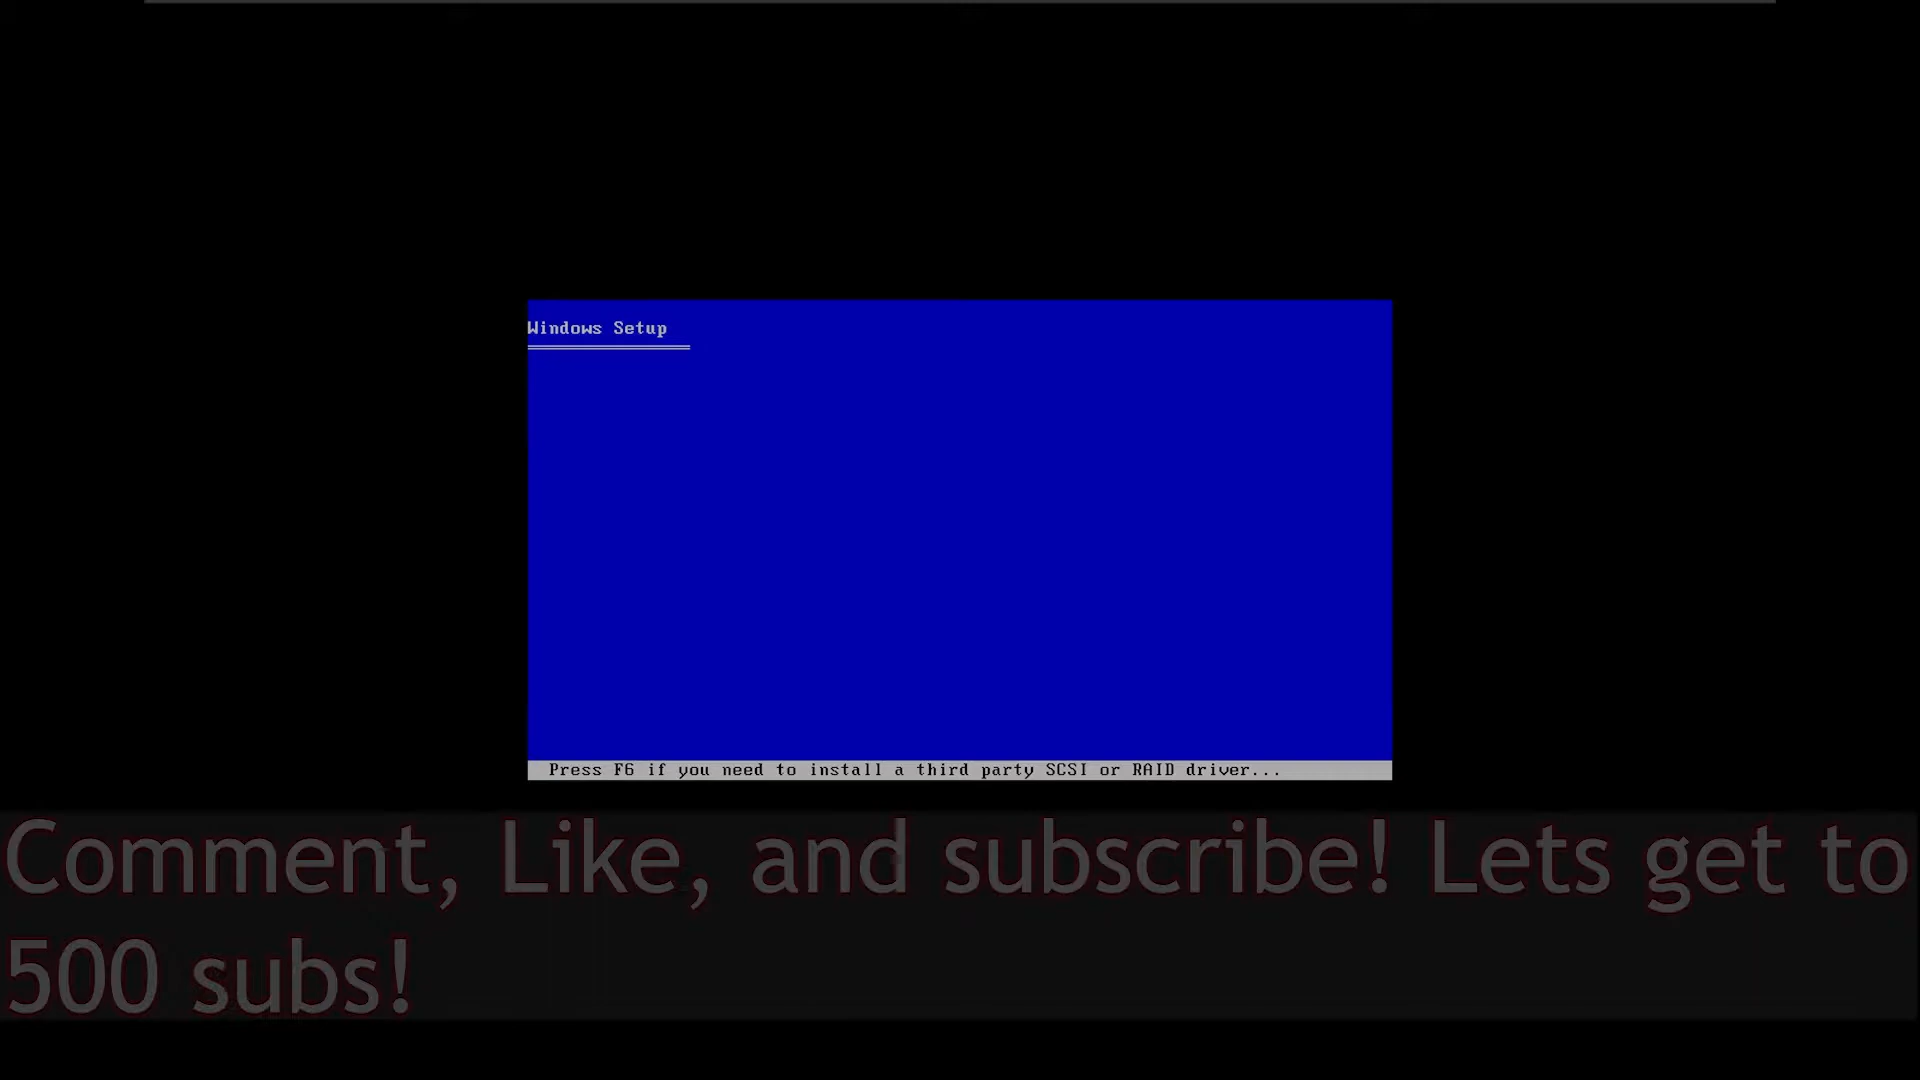 Windows Setup
Press F6 if you need to install a third party SCSI or RAID driver...
Comment, Like, and subscribe! Lets get to
500 subs!